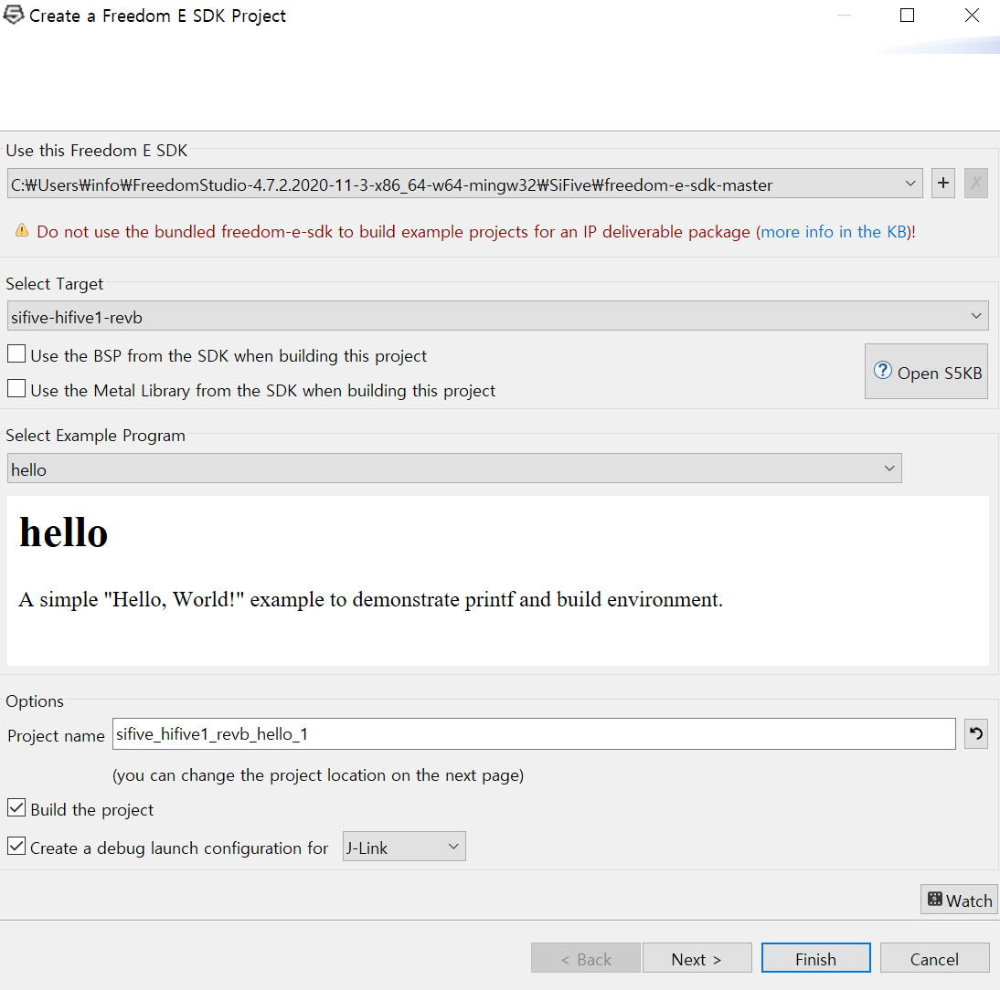 Create a Freedom E SDK Project
Use this Freedom E SDK
C:₩Users₩info₩FreedomStudio-4.7.2.2020-11-3-x86_64-w64-mingw32₩SiFive₩freedom-e-sdk-master
Do not use the bundled freedom-e-sdk to build example projects for an IP deliverable package (more info in the KB)!
Select Target
sifive-hifive1-revb
Use the BSP from the SDK when building this project
Open S5KB
Use the Metal Library from the SDK when building this project
Select Example Program
hello
hello
A simple "Hello, World!" example to demonstrate printf and build environment.
Options
Project name sifive_hifive1_revb_hello_1
(you can change the project location on the next page)
Build the project
Create a debug launch configuration for J-Link
Watch
< Back Next > Finish Cancel